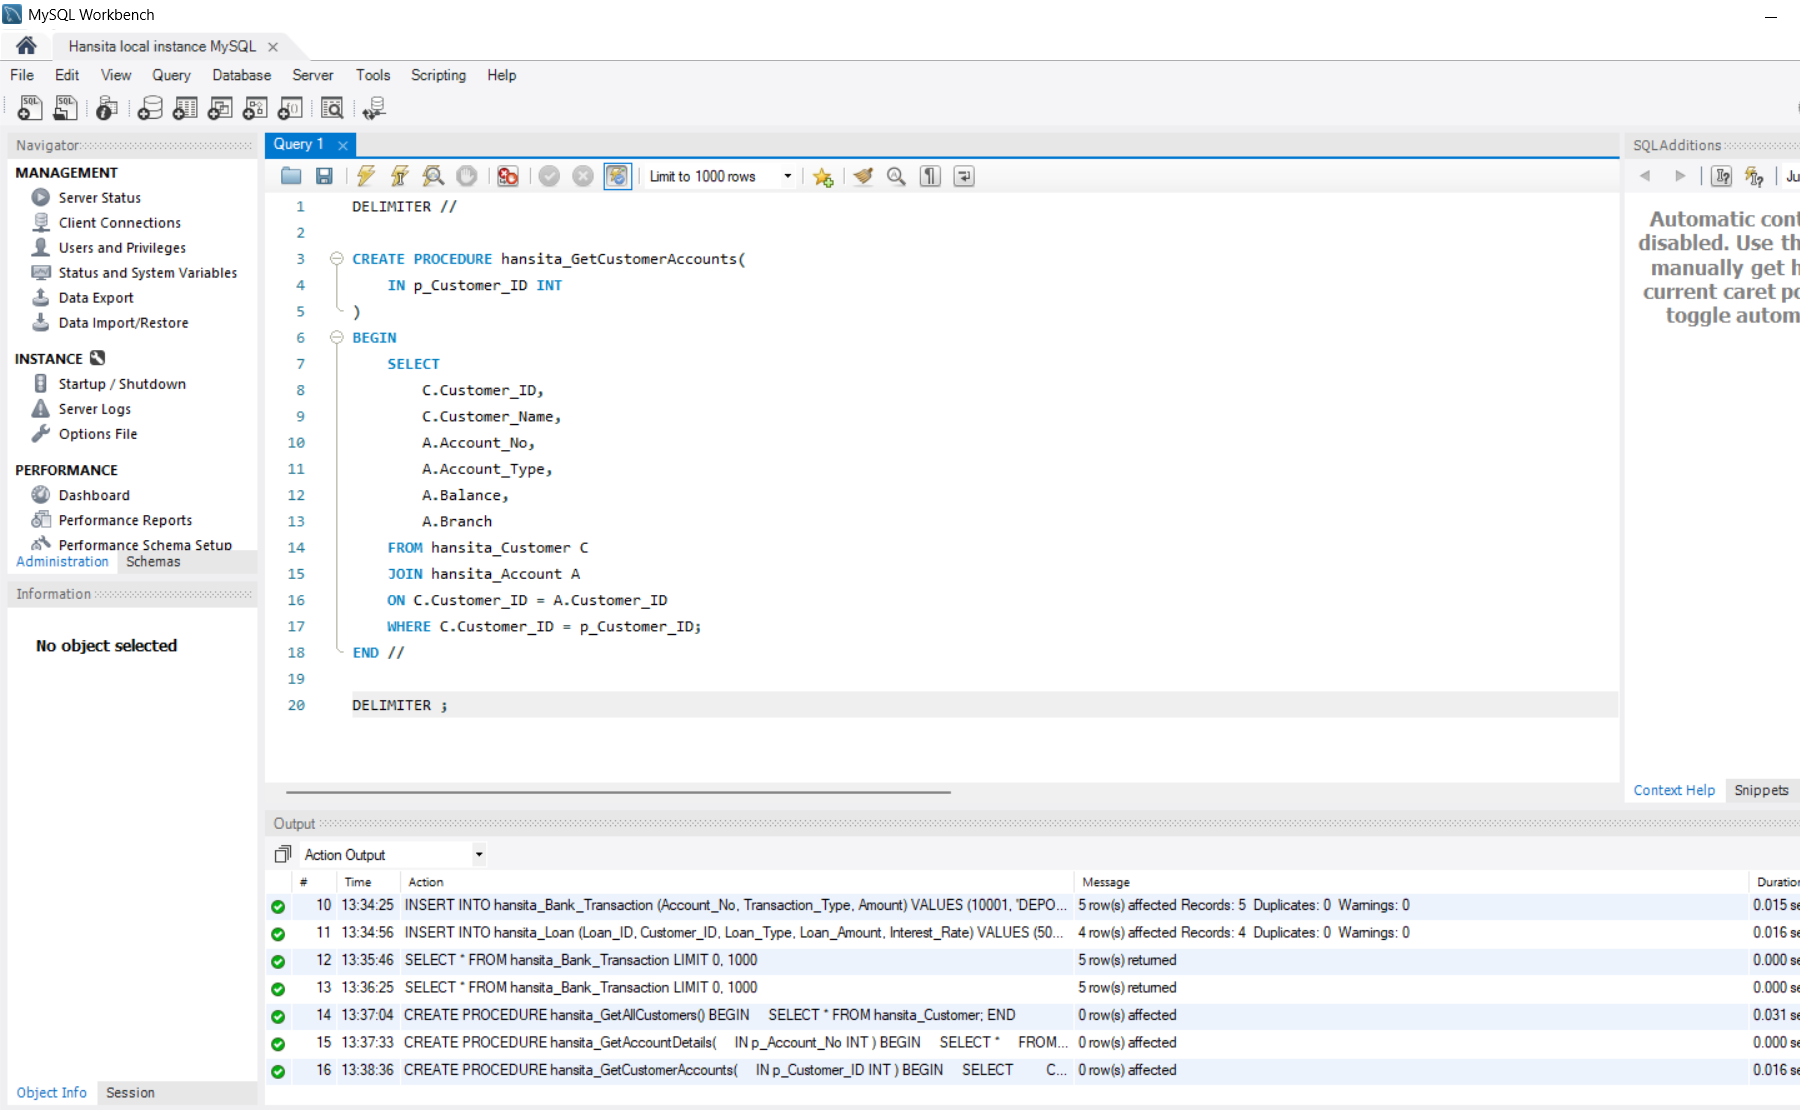 MySQL Workbench
Hansita local instance MySQL
File Edit View Query Database Server Tools Scripting Help
Navigator
MANAGEMENT
Server Status
Client Connections
Users and Privileges
Status and System Variables
Data Export
Data Import/Restore
INSTANCE
Startup / Shutdown
Server Logs
Options File
PERFORMANCE
Dashboard
Performance Reports
Performance Schema Setup
Administration Schemas
Information
No object selected
Object Info Session
Query 1
Limit to 1000 rows
1 DELIMITER //
2
3 CREATE PROCEDURE hansita_GetCustomerAccounts(
4 IN p_Customer_ID INT
5 )
6 BEGIN
7 SELECT
8 C.Customer_ID,
9 C.Customer_Name,
10 A.Account_No,
11 A.Account_Type,
12 A.Balance,
13 A.Branch
14 FROM hansita_Customer C
15 JOIN hansita_Account A
16 ON C.Customer_ID = A.Customer_ID
17 WHERE C.Customer_ID = p_Customer_ID;
18 END //
19
20 DELIMITER ;
SQLAdditions
Ju
Automatic cont
disabled. Use th
manually get h
current caret po
toggle autom
Context Help Snippets
Output
Action Output
# Time Action Message Duration
10 13:34:25 INSERT INTO hansita_Bank_Transaction (Account_No, Transaction_Type, Amount) VALUES (10001, 'DEPO... 5 row(s) affected Records: 5 Duplicates: 0 Warnings: 0 0.015 se
11 13:34:56 INSERT INTO hansita_Loan (Loan_ID, Customer_ID, Loan_Type, Loan_Amount, Interest_Rate) VALUES (50... 4 row(s) affected Records: 4 Duplicates: 0 Warnings: 0 0.016 se
12 13:35:46 SELECT * FROM hansita_Bank_Transaction LIMIT 0, 1000 5 row(s) returned 0.000 se
13 13:36:25 SELECT * FROM hansita_Bank_Transaction LIMIT 0, 1000 5 row(s) returned 0.000 se
14 13:37:04 CREATE PROCEDURE hansita_GetAllCustomers() BEGIN SELECT * FROM hansita_Customer; END 0 row(s) affected 0.031 se
15 13:37:33 CREATE PROCEDURE hansita_GetAccountDetails( IN p_Account_No INT ) BEGIN SELECT * FROM... 0 row(s) affected 0.000 se
16 13:38:36 CREATE PROCEDURE hansita_GetCustomerAccounts( IN p_Customer_ID INT ) BEGIN SELECT C... 0 row(s) affected 0.016 se